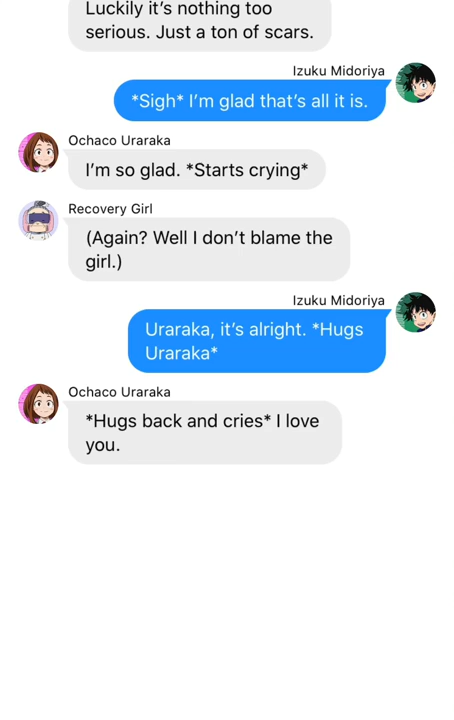 Luckily it’s nothing too
serious. Just a ton of scars.
Izuku Midoriya
*Sigh* I’m glad that’s all it is.
Ochaco Uraraka
I’m so glad. *Starts crying*
Recovery Girl
(Again? Well I don’t blame the
girl.)
Izuku Midoriya
Uraraka, it’s alright. *Hugs
Uraraka*
Ochaco Uraraka
*Hugs back and cries* I love
you.